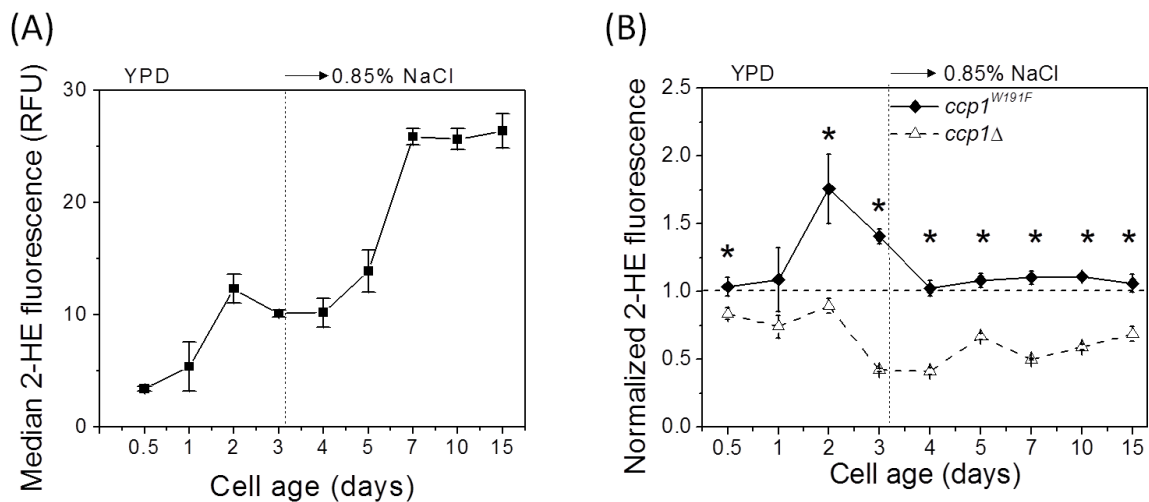 (A)
YPD
0.85% NaCl
Median 2-HE fluorescence (RFU)
30
20
10
0
0.5 1 2 3 4 5 7 10 15
Cell age (days)
(B)
YPD
0.85% NaCl
Normalized 2-HE fluorescence
2.5
2.0
1.5
1.0
0.5
0.0
ccp1^W191F
ccp1Δ
* * * * * * * *
0.5 1 2 3 4 5 7 10 15
Cell age (days)